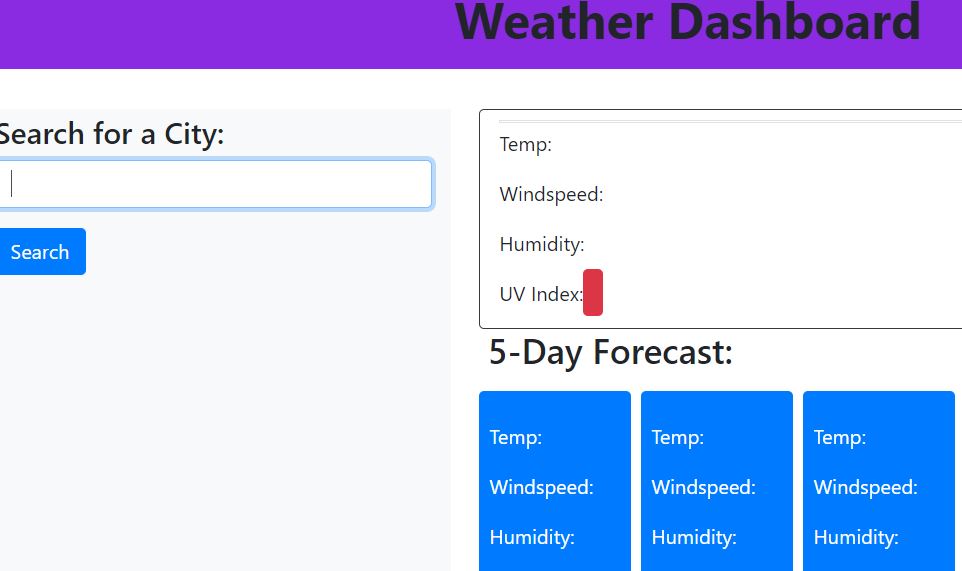 Weather Dashboard
Search for a City:
Search
Temp:
Windspeed:
Humidity:
UV Index:
5-Day Forecast:
Temp:
Windspeed:
Humidity:
Temp:
Windspeed:
Humidity:
Temp:
Windspeed:
Humidity: